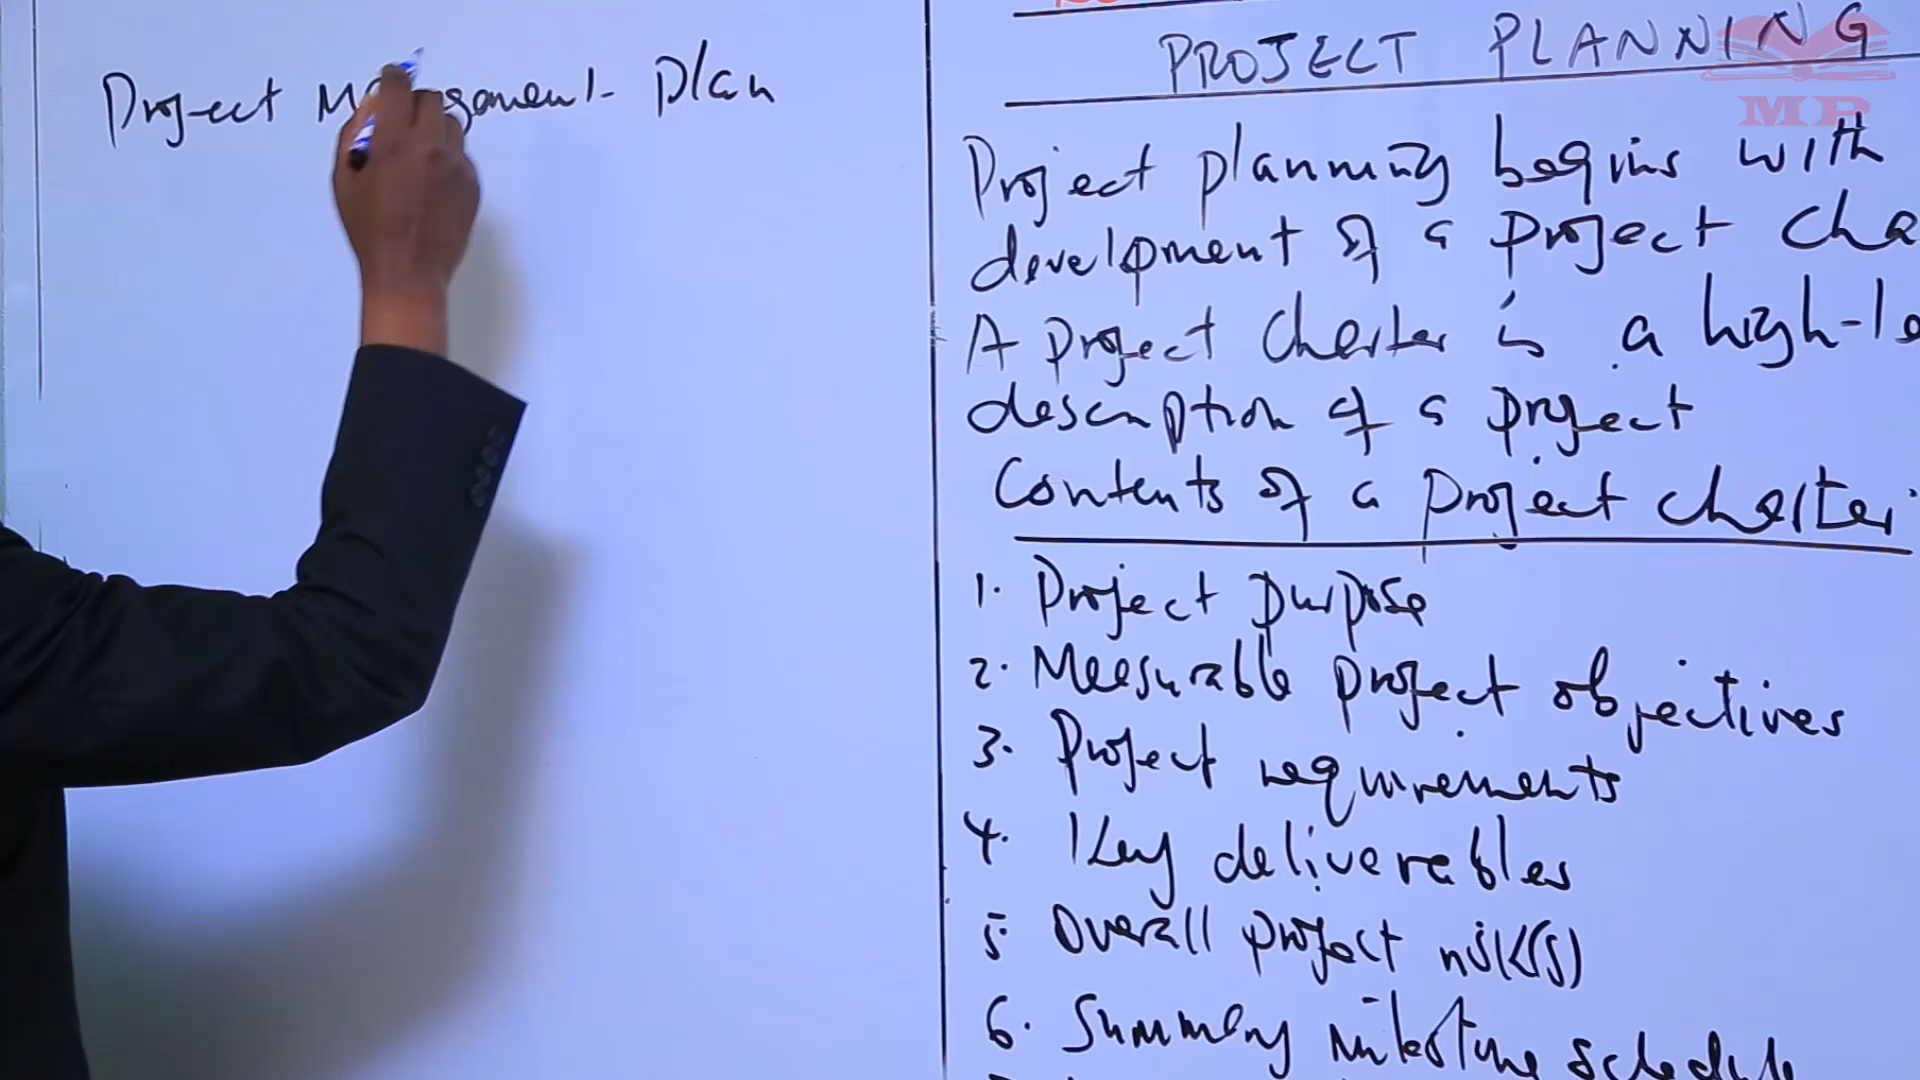 Project Management Plan
PROJECT PLANNING
MP
Project planning begins with
development of a project cha
A project charter is a high-le
description of a project
Contents of a project charter
1. Project purpose
2. Measurable project objectives
3. Project requirements
4. Key deliverables
5. Overall project risk(s)
6. Summary milestone schedule